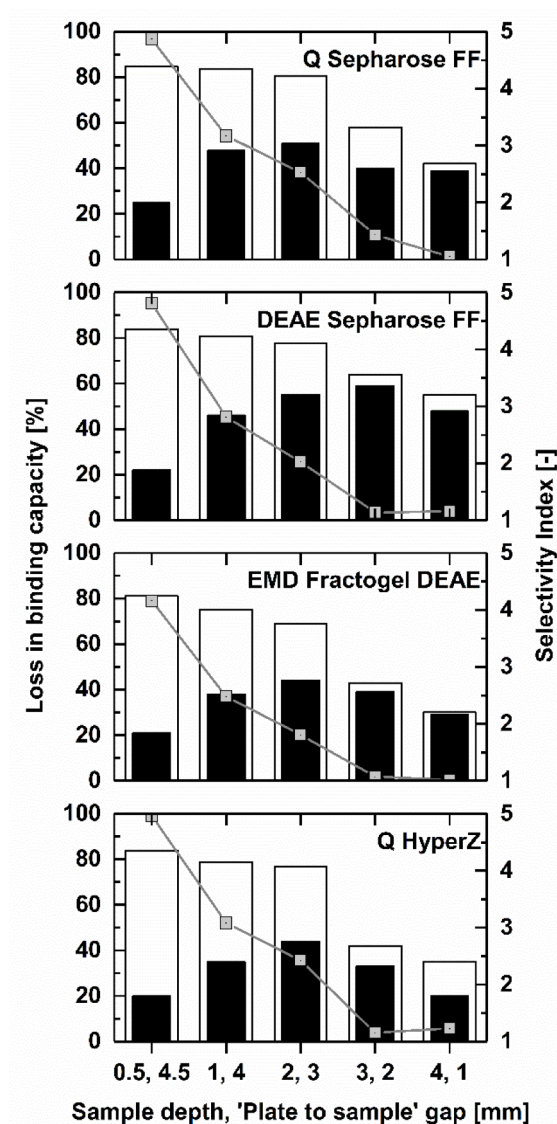 Loss in binding capacity [%]
Selectivity Index [-]
100 Q Sepharose FF 5
80 4
60
40 3
20 2
0 1
100 DEAE Sepharose FF 5
80 4
60
40 3
20 2
0 1
100 EMD Fractogel DEAE 5
80 4
60
40 3
20 2
0 1
100 Q HyperZ 5
80 4
60
40 3
20 2
0 1
0.5, 4.5 1, 4 2, 3 3, 2 4, 1
Sample depth, 'Plate to sample' gap [mm]